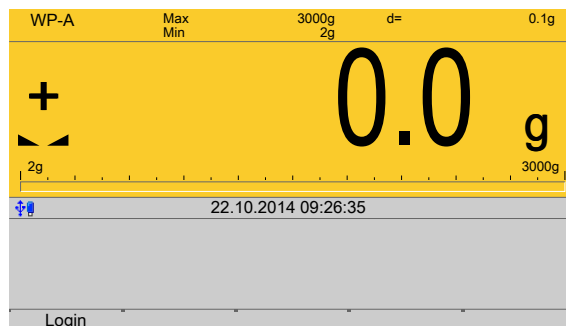 WP-A Max 3000g d= 0.1g
Min 2g
+ 0.0 g
2g 3000g
22.10.2014 09:26:35
Login